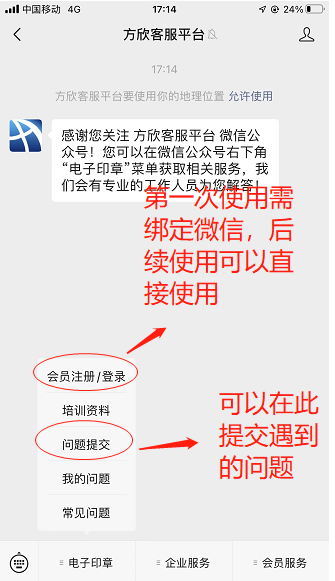 中国移动 4G 17:14 24%
方欣客服平台
17:14
方欣客服平台要使用你的地理位置 允许使用
感谢您关注 方欣客服平台 微信公
众号！您可以在微信公众号右下角
“电子印章”菜单获取相关服务，我
们会有专业的工作人员为您解答！
第一次使用需
绑定微信，后
续使用可以直
接使用
会员注册/登录
培训资料
问题提交
我的问题
常见问题
可以在此
提交遇到
的问题
电子印章 企业服务 会员服务